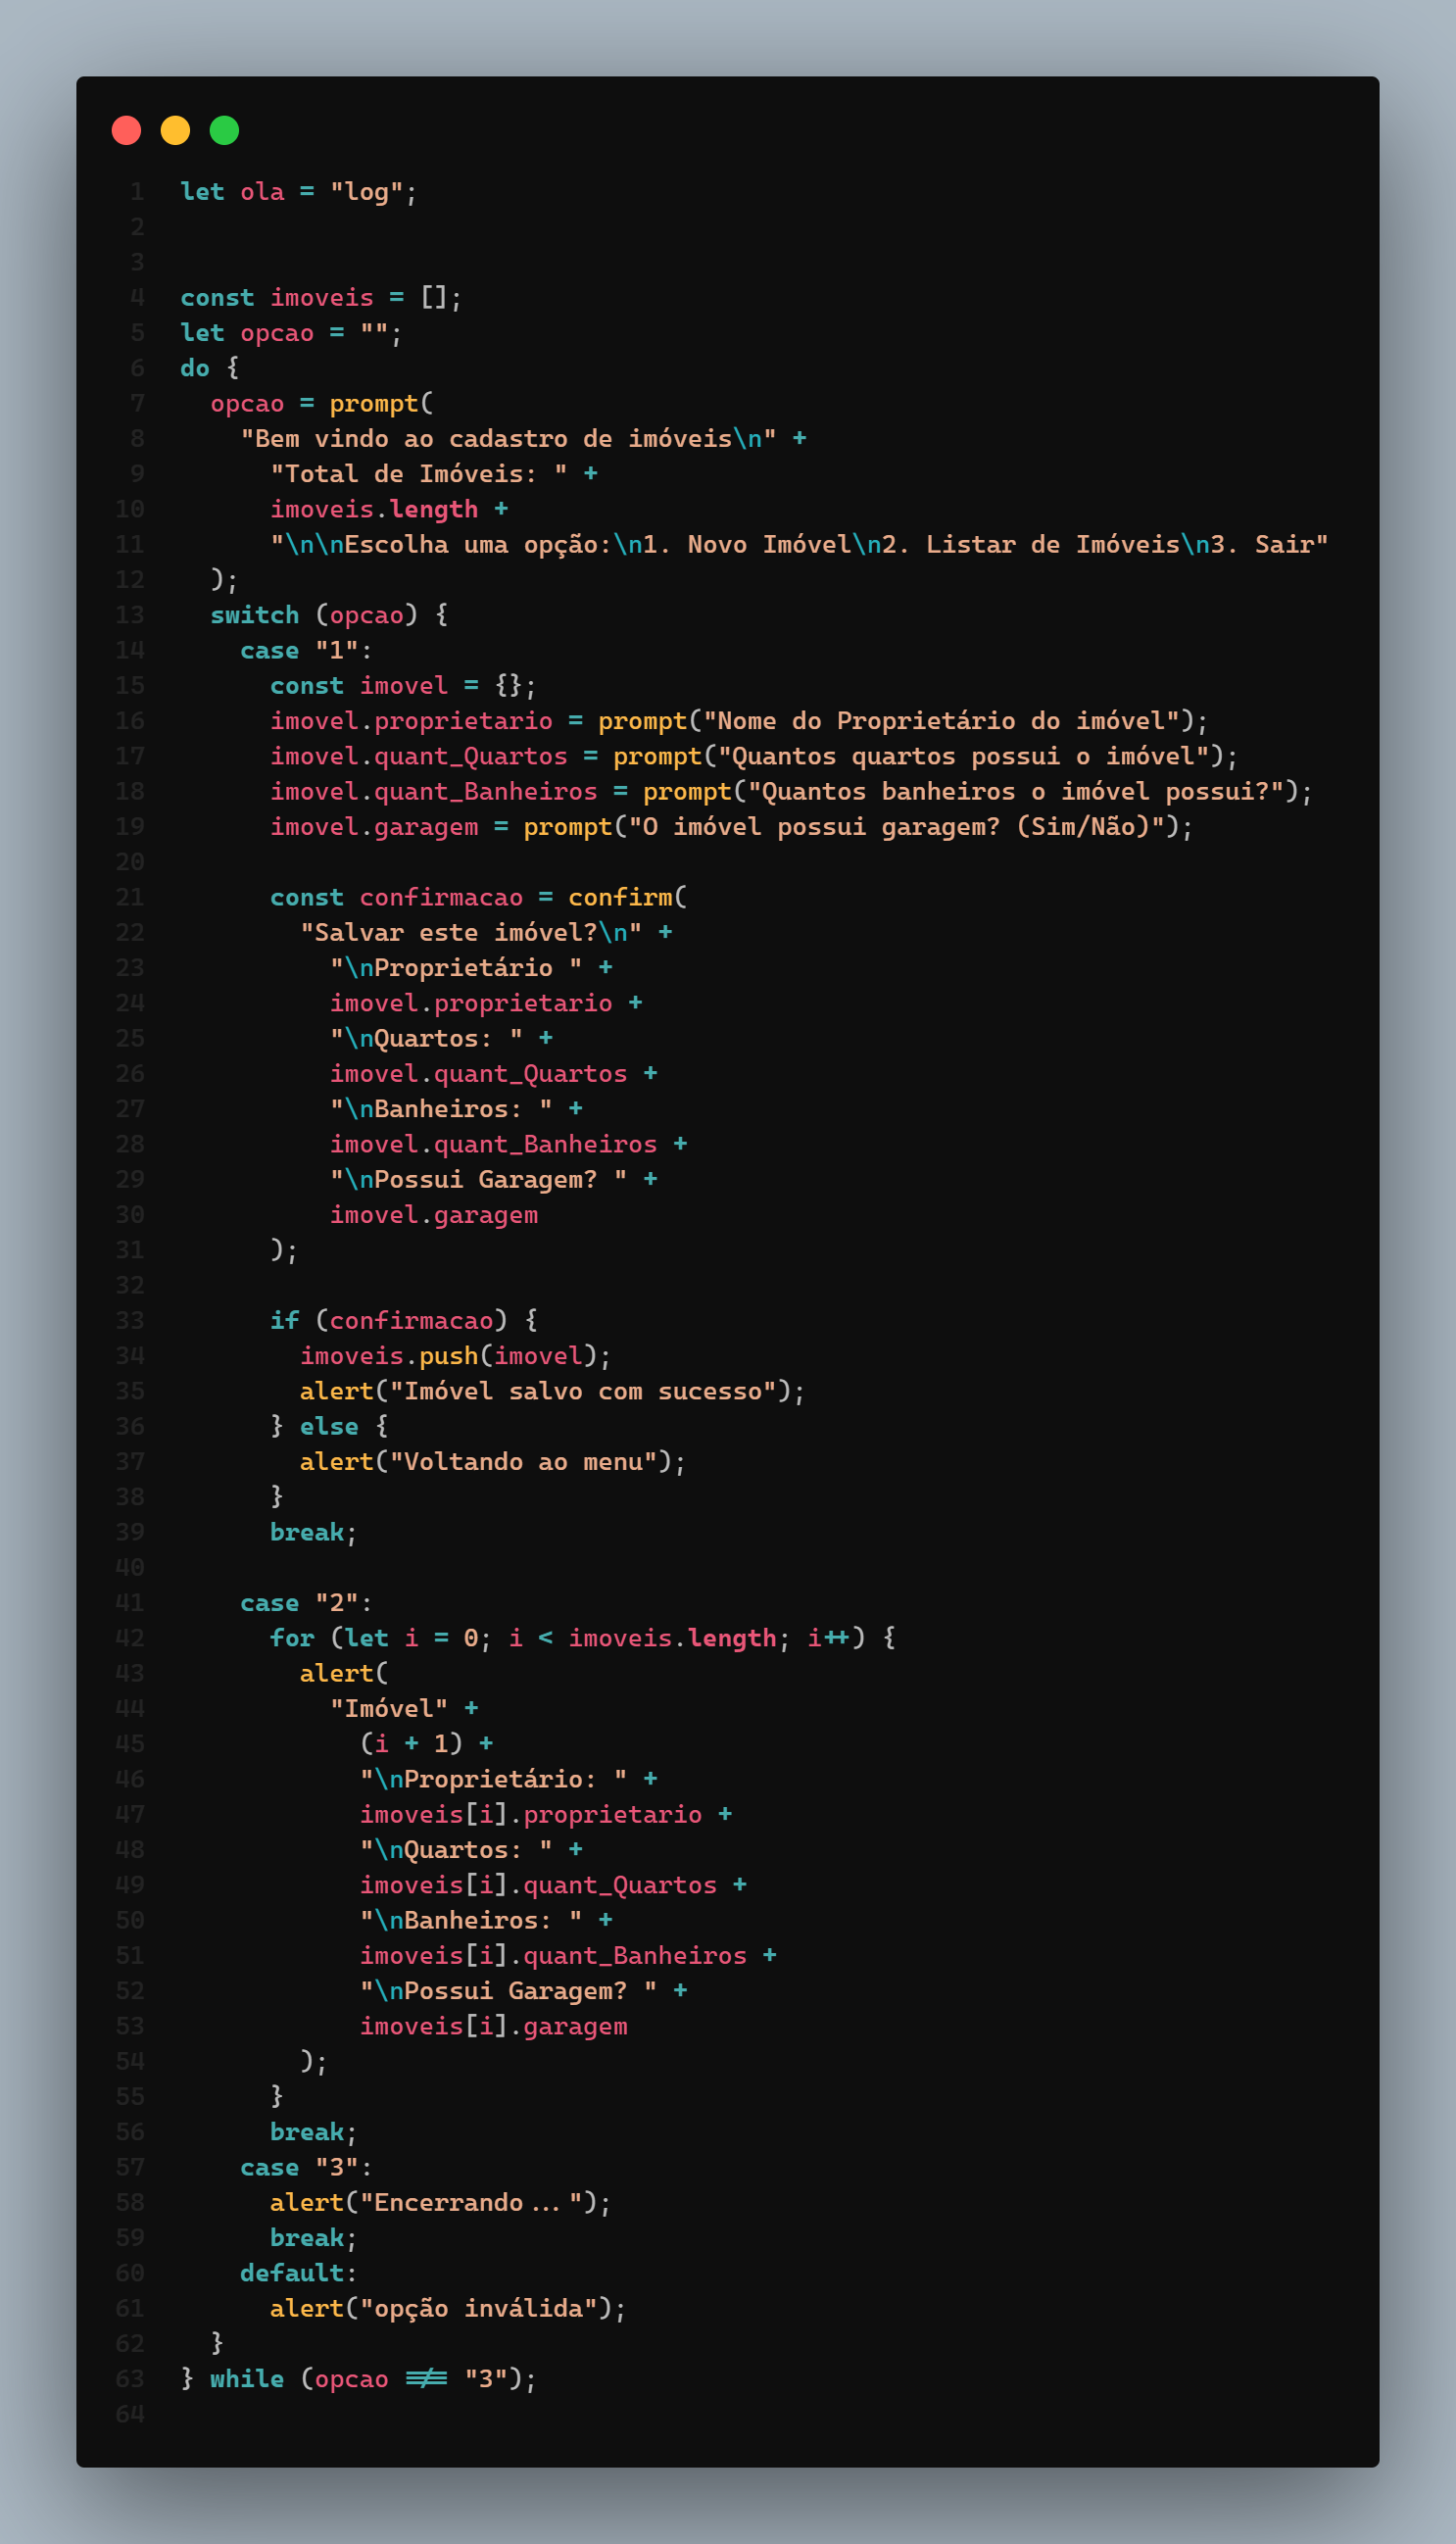 1 let ola = "log";
2
3
4 const imoveis = [];
5 let opcao = "";
6 do {
7   opcao = prompt(
8     "Bem vindo ao cadastro de imóveis\n" +
9       "Total de Imóveis: " +
10       imoveis.length +
11       "\n\nEscolha uma opção:\n1. Novo Imóvel\n2. Listar de Imóveis\n3. Sair"
12   );
13   switch (opcao) {
14     case "1":
15       const imovel = {};
16       imovel.proprietario = prompt("Nome do Proprietário do imóvel");
17       imovel.quant_Quartos = prompt("Quantos quartos possui o imóvel");
18       imovel.quant_Banheiros = prompt("Quantos banheiros o imóvel possui?");
19       imovel.garagem = prompt("O imóvel possui garagem? (Sim/Não)");
20
21       const confirmacao = confirm(
22         "Salvar este imóvel?\n" +
23           "\nProprietário " +
24           imovel.proprietario +
25           "\nQuartos: " +
26           imovel.quant_Quartos +
27           "\nBanheiros: " +
28           imovel.quant_Banheiros +
29           "\nPossui Garagem? " +
30           imovel.garagem
31       );
32
33       if (confirmacao) {
34         imoveis.push(imovel);
35         alert("Imóvel salvo com sucesso");
36       } else {
37         alert("Voltando ao menu");
38       }
39       break;
40
41     case "2":
42       for (let i = 0; i < imoveis.length; i++) {
43         alert(
44           "Imóvel" +
45             (i + 1) +
46             "\nProprietário: " +
47             imoveis[i].proprietario +
48             "\nQuartos: " +
49             imoveis[i].quant_Quartos +
50             "\nBanheiros: " +
51             imoveis[i].quant_Banheiros +
52             "\nPossui Garagem? " +
53             imoveis[i].garagem
54         );
55       }
56       break;
57     case "3":
58       alert("Encerrando...");
59       break;
60     default:
61       alert("opção inválida");
62   }
63 } while (opcao !== "3");
64